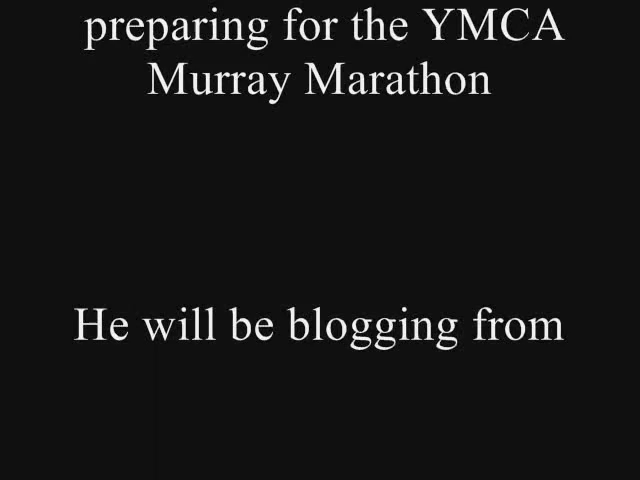 preparing for the YMCA
Murray Marathon
He will be blogging from